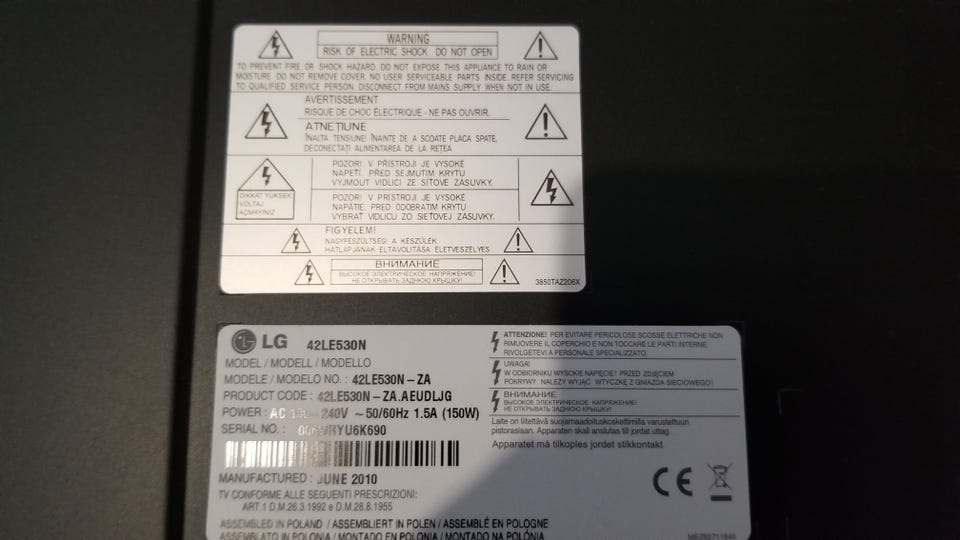 WARNING
RISK OF ELECTRIC SHOCK DO NOT OPEN
TO PREVENT FIRE OR SHOCK HAZARD. DO NOT EXPOSE THIS APPLIANCE TO RAIN OR
MOISTURE. DO NOT REMOVE COVER. NO USER SERVICEABLE PARTS INSIDE. REFER SERVICING
TO QUALIFIED SERVICE PERSON. DISCONNECT FROM MAINS SUPPLY WHEN NOT IN USE.
AVERTISSEMENT
RISQUE DE CHOC ÉLECTRIQUE - NE PAS OUVRIR.
ATNEŢIUNE
ÎNALTA TENSIUNE! ÎNAINTE DE A SCOATE PLACA SPATE,
DECONECTAŢI ALIMENTAREA DE LA REŢEA
DIKKAT YUKSEK
VOLTAJ
AÇMAYINIZ
POZOR! V PŘÍSTROJI JE VYSOKÉ
NAPĚTÍ. PŘED SEJMUTÍM KRYTU
VYJMOUT VIDLICI ZE SÍŤOVÉ ZÁSUVKY.
POZOR! V PRÍSTROJI JE VYSOKÉ
NAPÄTIE. PRED ODOBRATÍM KRYTU
VYBRAŤ VIDLICU ZO SIEŤOVEJ ZÁSUVKY.
FIGYELEM!
NAGYFESZÜLTSÉG! A KÉSZÜLÉK
HÁTLAPJÁNAK ELTÁVOLÍTÁSA ÉLETVESZÉLYES
ВНИМАНИЕ
ВЫСОКОЕ ЭЛЕКТРИЧЕСКОЕ НАПРЯЖЕНИЕ!
НЕ ОТКРЫВАТЬ ЗАДНЮЮ КРЫШКУ!
3850TAZ206X
LG 42LE530N
MODEL / MODELL / MODELLO
MODELE / MODELO NO. : 42LE530N-ZA
PRODUCT CODE : 42LE530N-ZA.AEUDLJG
POWER : AC 240V ~50/60Hz 1.5A (150W)
SERIAL NO. : RYU6K690
MANUFACTURED : JUNE 2010
TV CONFORME ALLE SEGUENTI PRESCRIZIONI:
ART.1 D.M.26.3.1992 e D.M.28.8.1955
ASSEMBLED IN POLAND / ASSEMBLIERT IN POLEN / ASSEMBLÉ EN POLOGNE
ASSEMBLATO IN POLONIA / MONTADO EN POLONIA / MONTADO NA POLÓNIA
ATTENZIONE! PER EVITARE PERICOLOSE SCOSSE ELETTRICHE NON
RIMUOVERE IL COPERCHIO E NON TOCCARE LE PARTI INTERNE.
RIVOLGETEVI A PERSONALE SPECIALIZZATO.
UWAGA!
W ODBIORNIKU WYSOKIE NAPIĘCIE! PRZED ZDJĘCIEM
POKRYWY NALEŻY WYJĄĆ WTYCZKĘ Z GNIAZDA SIECIOWEGO!
ВНИМАНИЕ
ВЫСОКОЕ ЭЛЕКТРИЧЕСКОЕ НАПРЯЖЕНИЕ!
НЕ ОТКРЫВАТЬ ЗАДНЮЮ КРЫШКУ!
Laite on liitettävä suojamaadoituskoskettimilla varustettuun
pistorasiaan. Apparaten skall anslutas till jordat uttag.
Apparatet må tilkoples jordet stikkontakt
CE